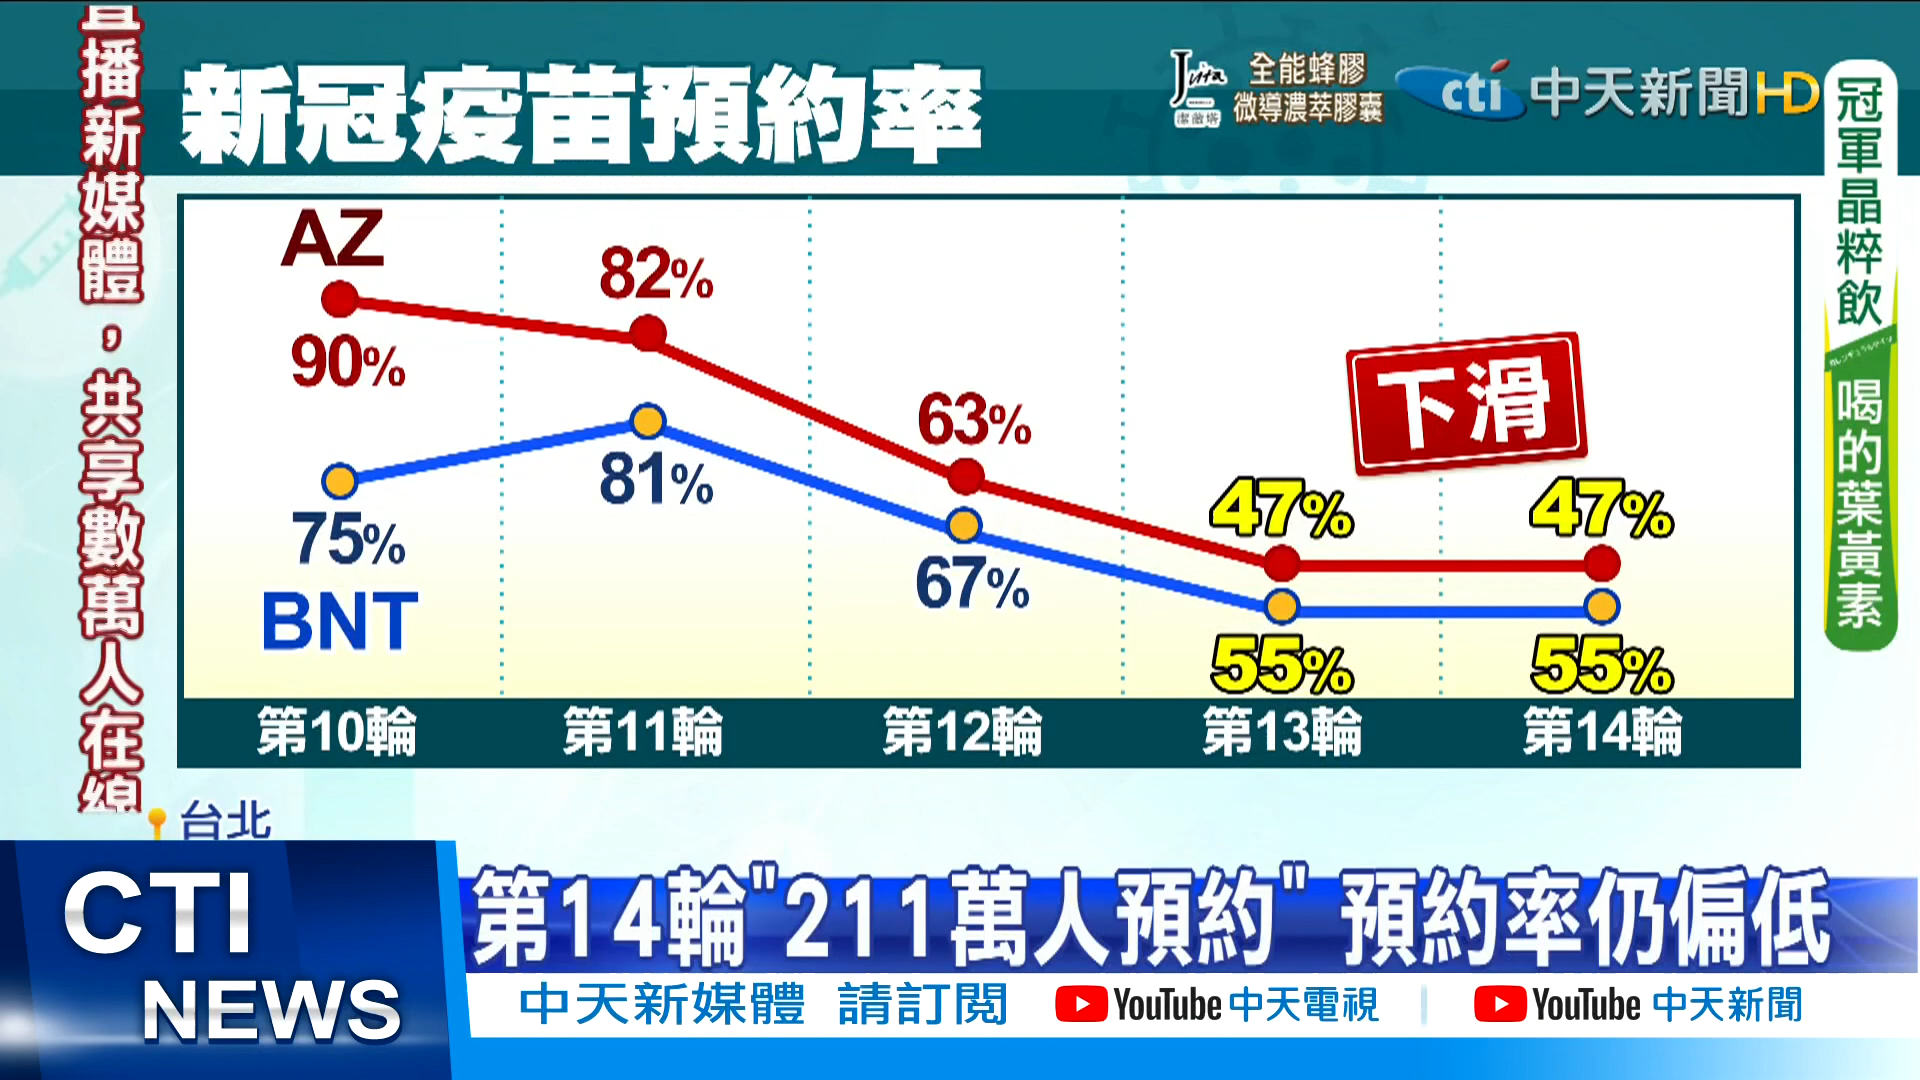 直播新媒體，共享數萬人在線
新冠疫苗預約率
Juta
潔敵塔
全能蜂膠
微導濃萃膠囊
cti 中天新聞HD
冠軍晶粹飲
喝的葉黃素
AZ
90%
82%
63%
47%
47%
下滑
75%
81%
67%
55%
55%
BNT
第10輪
第11輪
第12輪
第13輪
第14輪
台北
CTI
NEWS
第14輪"211萬人預約" 預約率仍偏低
中天新媒體 請訂閱 YouTube 中天電視 YouTube 中天新聞